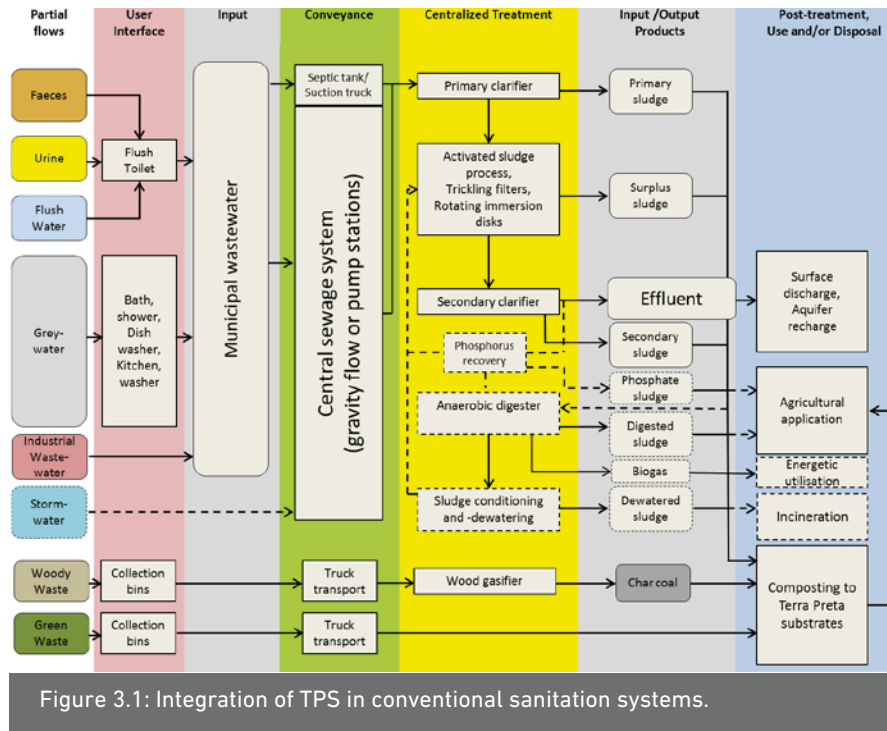 Partial
flows
User
Interface
Input
Conveyance
Centralized Treatment
Input /Output
Products
Post-treatment,
Use and/or Disposal
Faeces
Urine
Flush
Water
Grey-
water
Industrial
Waste-
water
Storm-
water
Woody
Waste
Green
Waste
Flush
Toilet
Bath,
shower,
Dish
washer,
Kitchen,
washer
Collection
bins
Collection
bins
Municipal wastewater
Septic tank/
Suction truck
Central sewage system
(gravity flow or pump stations)
Truck
transport
Truck
transport
Primary clarifier
Activated sludge
process,
Trickling filters,
Rotating immersion
disks
Secondary clarifier
Phosphorus
recovery
Anaerobic digester
Sludge conditioning
and -dewatering
Wood gasifier
Primary
sludge
Surplus
sludge
Effluent
Secondary
sludge
Phosphate
sludge
Digested
sludge
Biogas
Dewatered
sludge
Charcoal
Surface
discharge,
Aquifer
recharge
Agricultural
application
Energetic
utilisation
Incineration
Composting to
Terra Preta
substrates
Figure 3.1: Integration of TPS in conventional sanitation systems.